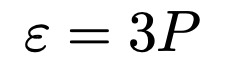 ε = 3P